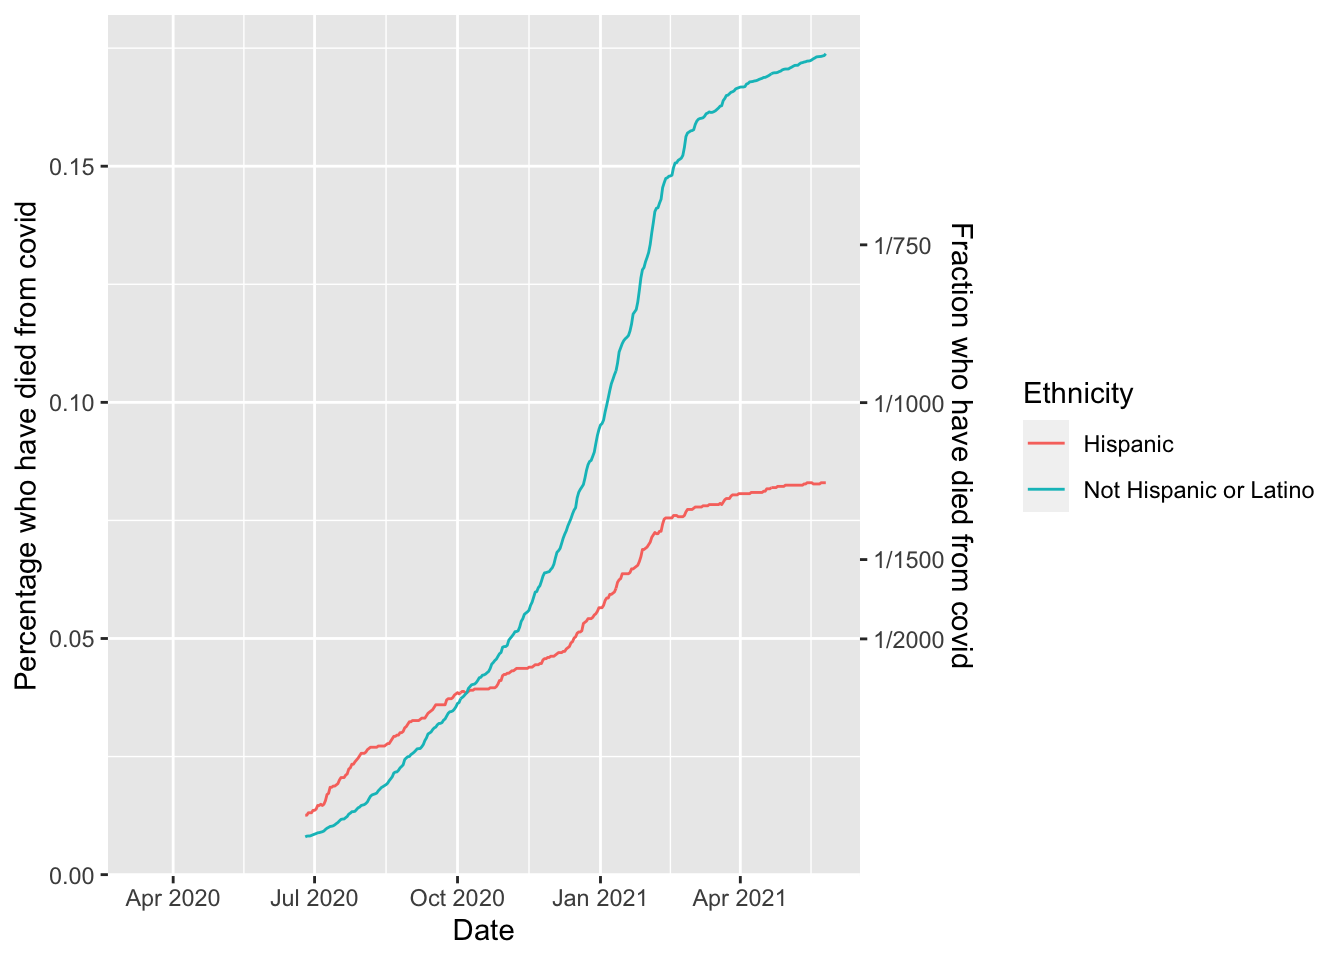 Percentage who have died from covid
0.15
0.10
0.05
0.00
Apr 2020
Jul 2020
Oct 2020
Jan 2021
Apr 2021
Date
1/750
1/1000
1/1500
1/2000
Fraction who have died from covid
Ethnicity
Hispanic
Not Hispanic or Latino